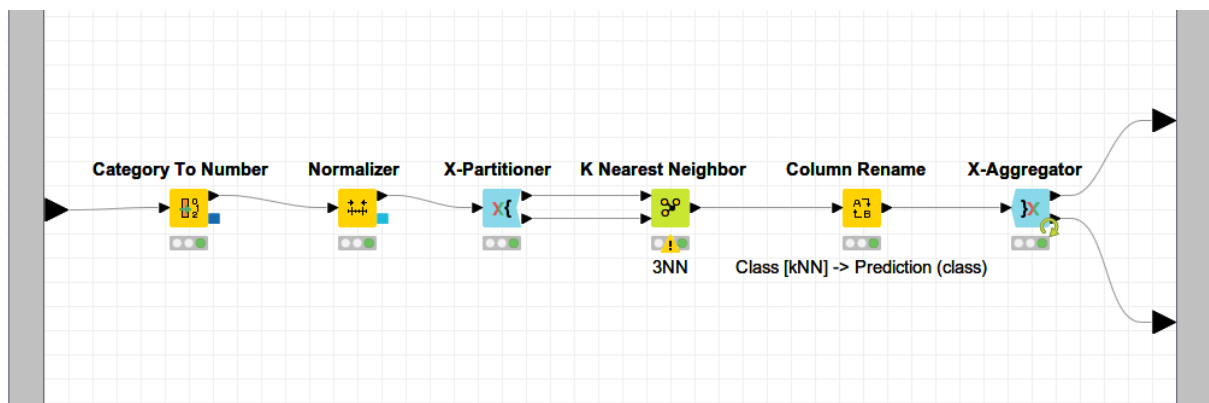 Category To Number
Normalizer
X-Partitioner
K Nearest Neighbor
Column Rename
X-Aggregator
X{
A
B
}X
3NN
Class [kNN] -> Prediction (class)